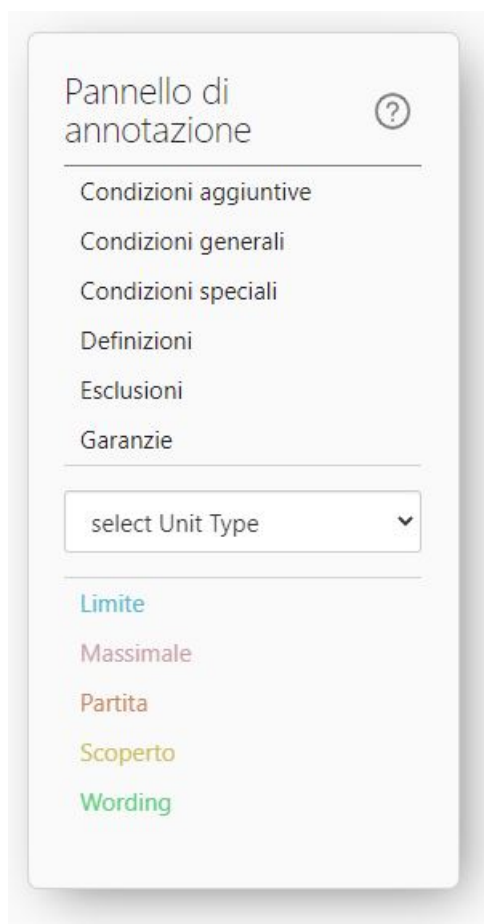 Pannello di
annotazione
?
Condizioni aggiuntive
Condizioni generali
Condizioni speciali
Definizioni
Esclusioni
Garanzie
select Unit Type
Limite
Massimale
Partita
Scoperto
Wording